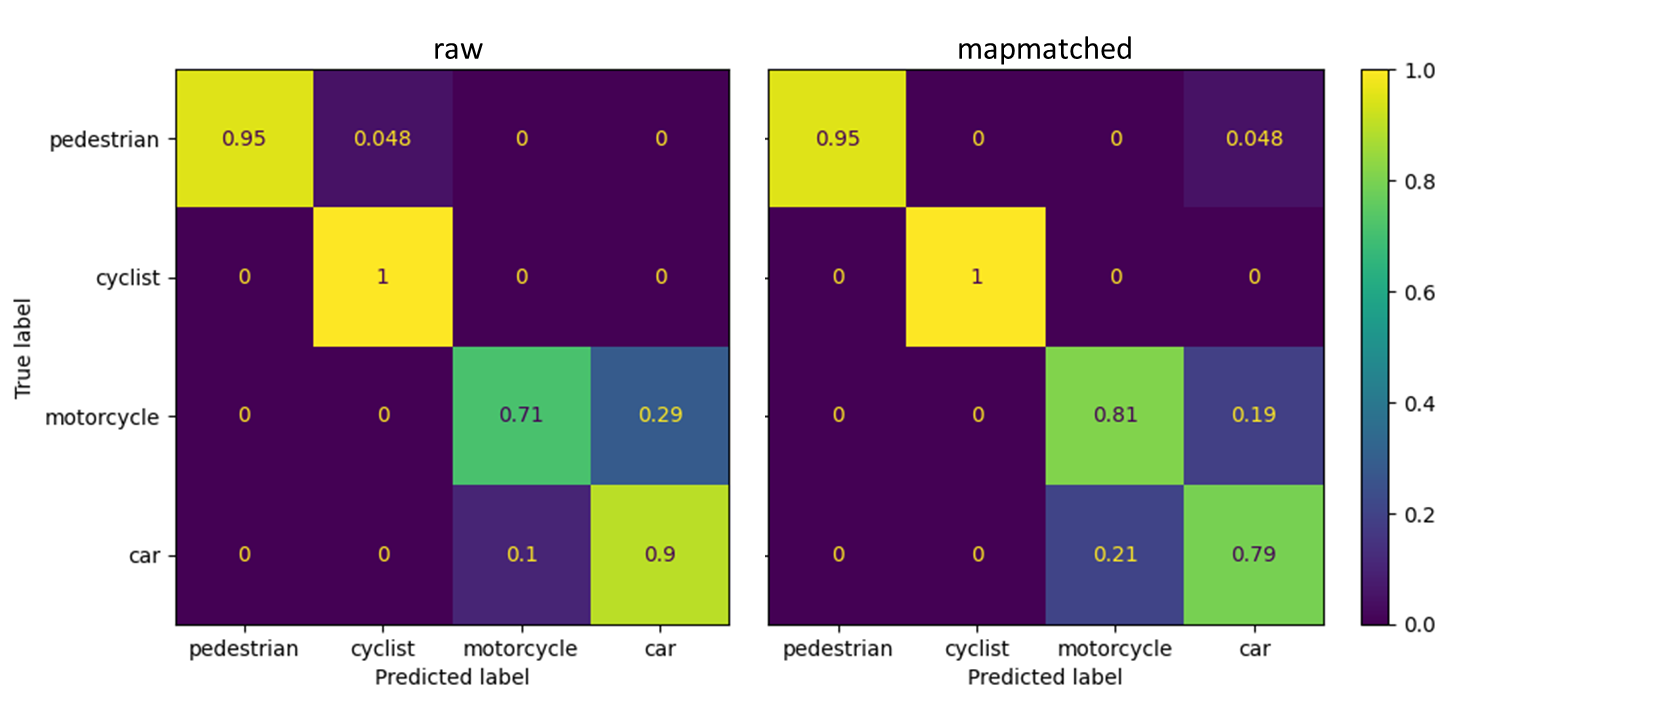 raw mapmatched
1.0
pedestrian 0.95 0.048 0 0 0.95 0 0 0.048
0.8
cyclist 0 1 0 0 0 1 0 0
0.6
True label
motorcycle 0 0 0.71 0.29 0 0 0.81 0.19
0.4
0.2
car 0 0 0.1 0.9 0 0 0.21 0.79
0.0
pedestrian cyclist motorcycle car pedestrian cyclist motorcycle car
Predicted label Predicted label